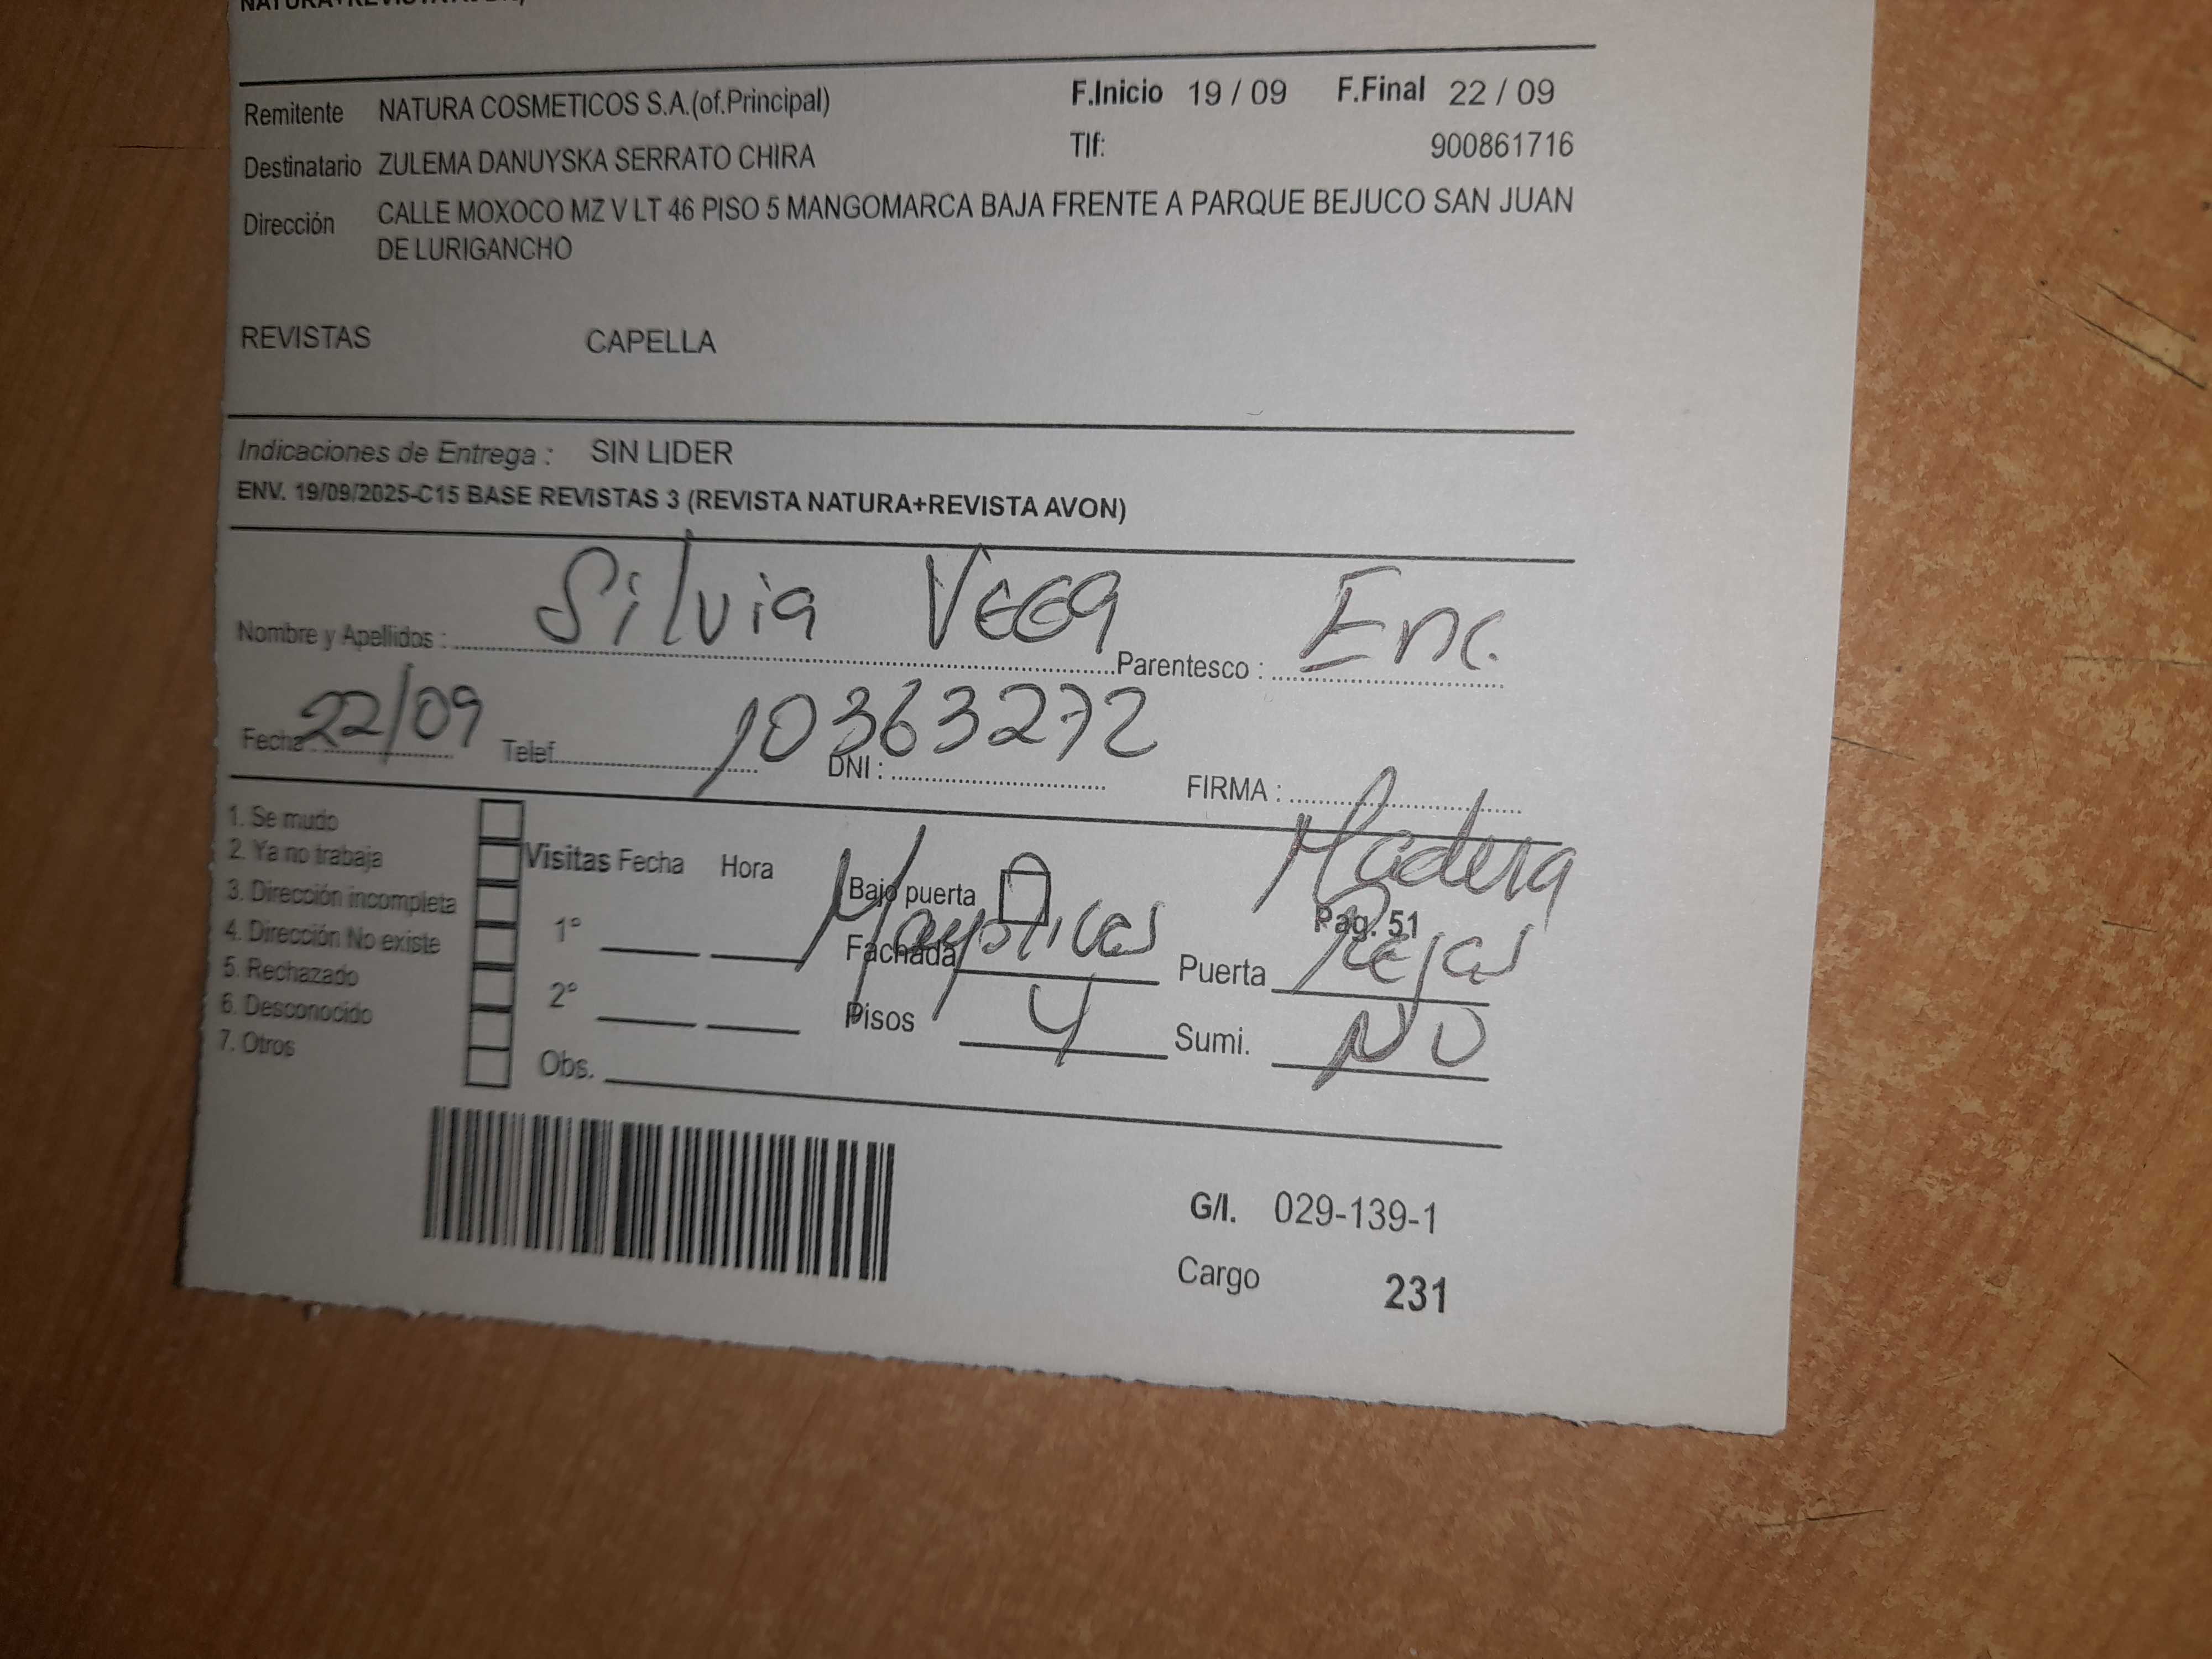 NATURA+REVISTA AVON)
Remitente NATURA COSMETICOS S.A.(of.Principal) F.Inicio 19 / 09 F.Final 22 / 09
Destinatario ZULEMA DANUYSKA SERRATO CHIRA Tlf: 900861716
Dirección CALLE MOXOCO MZ V LT 46 PISO 5 MANGOMARCA BAJA FRENTE A PARQUE BEJUCO SAN JUAN
DE LURIGANCHO
REVISTAS CAPELLA
Indicaciones de Entrega : SIN LIDER
ENV. 19/09/2025-C15 BASE REVISTAS 3 (REVISTA NATURA+REVISTA AVON)
Nombre y Apellidos : Silvia VEGA Parentesco : Enc.
Fecha : 22/09 Telef. DNI : 10363272 FIRMA :
Madera
1. Se mudo
2. Ya no trabaja Visitas Fecha Hora Bajo puerta Pag. 51
3. Dirección incompleta 1° Fachada Mayolicas Puerta Rejas
4. Dirección No existe
5. Rechazado 2° Pisos 4 Sumi. NO
6. Desconocido
7. Otros Obs.
G/I. 029-139-1
Cargo 231